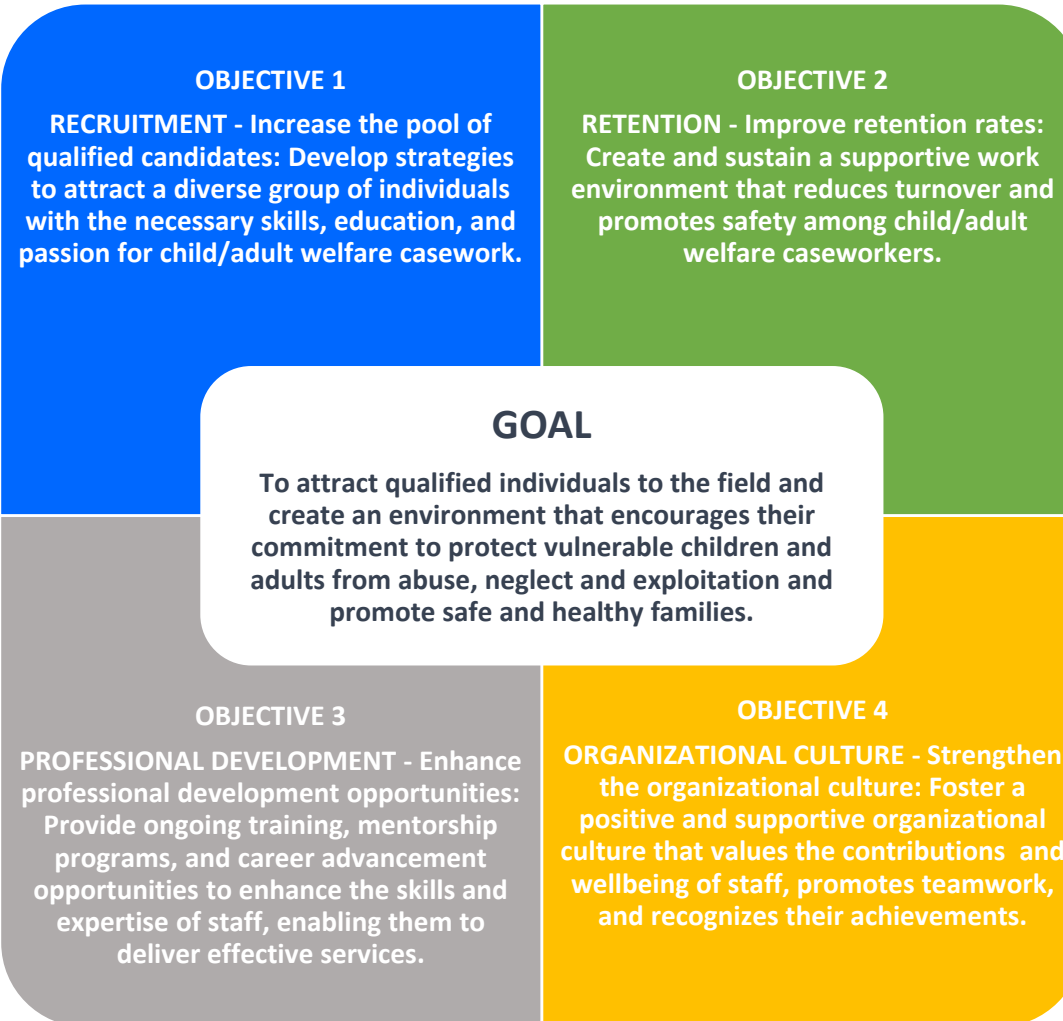 OBJECTIVE 1
RECRUITMENT - Increase the pool of
qualified candidates: Develop strategies
to attract a diverse group of individuals
with the necessary skills, education, and
passion for child/adult welfare casework.
OBJECTIVE 2
RETENTION - Improve retention rates:
Create and sustain a supportive work
environment that reduces turnover and
promotes safety among child/adult
welfare caseworkers.
GOAL
To attract qualified individuals to the field and
create an environment that encourages their
commitment to protect vulnerable children and
adults from abuse, neglect and exploitation and
promote safe and healthy families.
OBJECTIVE 3
PROFESSIONAL DEVELOPMENT - Enhance
professional development opportunities:
Provide ongoing training, mentorship
programs, and career advancement
opportunities to enhance the skills and
expertise of staff, enabling them to
deliver effective services.
OBJECTIVE 4
ORGANIZATIONAL CULTURE - Strengthen
the organizational culture: Foster a
positive and supportive organizational
culture that values the contributions and
wellbeing of staff, promotes teamwork,
and recognizes their achievements.